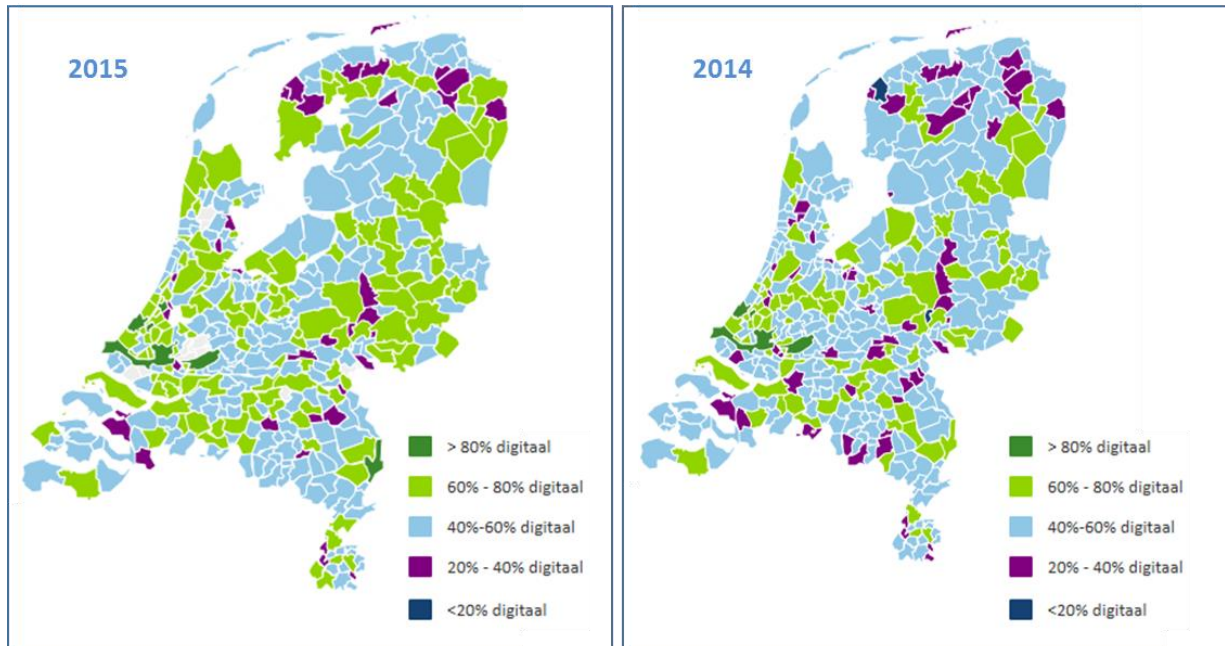 2015
> 80% digitaal
60% - 80% digitaal
40%-60% digitaal
20% - 40% digitaal
<20% digitaal
2014
> 80% digitaal
60% - 80% digitaal
40%-60% digitaal
20% - 40% digitaal
<20% digitaal